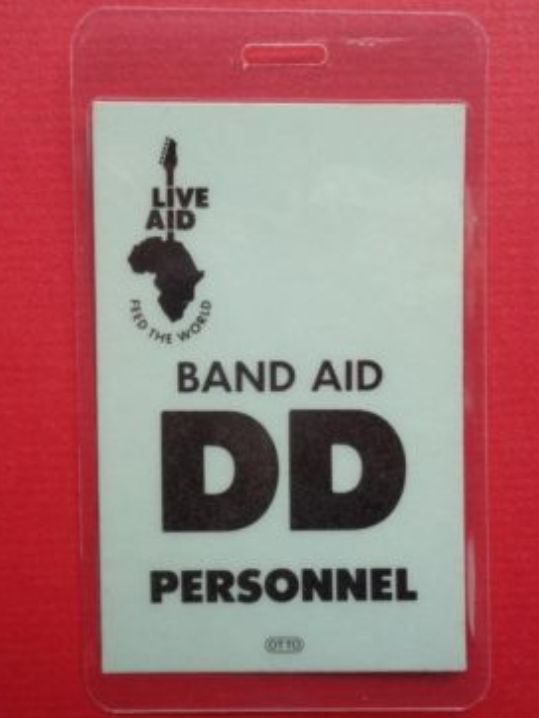 LIVE
AID
FEED THE WORLD
BAND AID
DD
PERSONNEL
OTTO